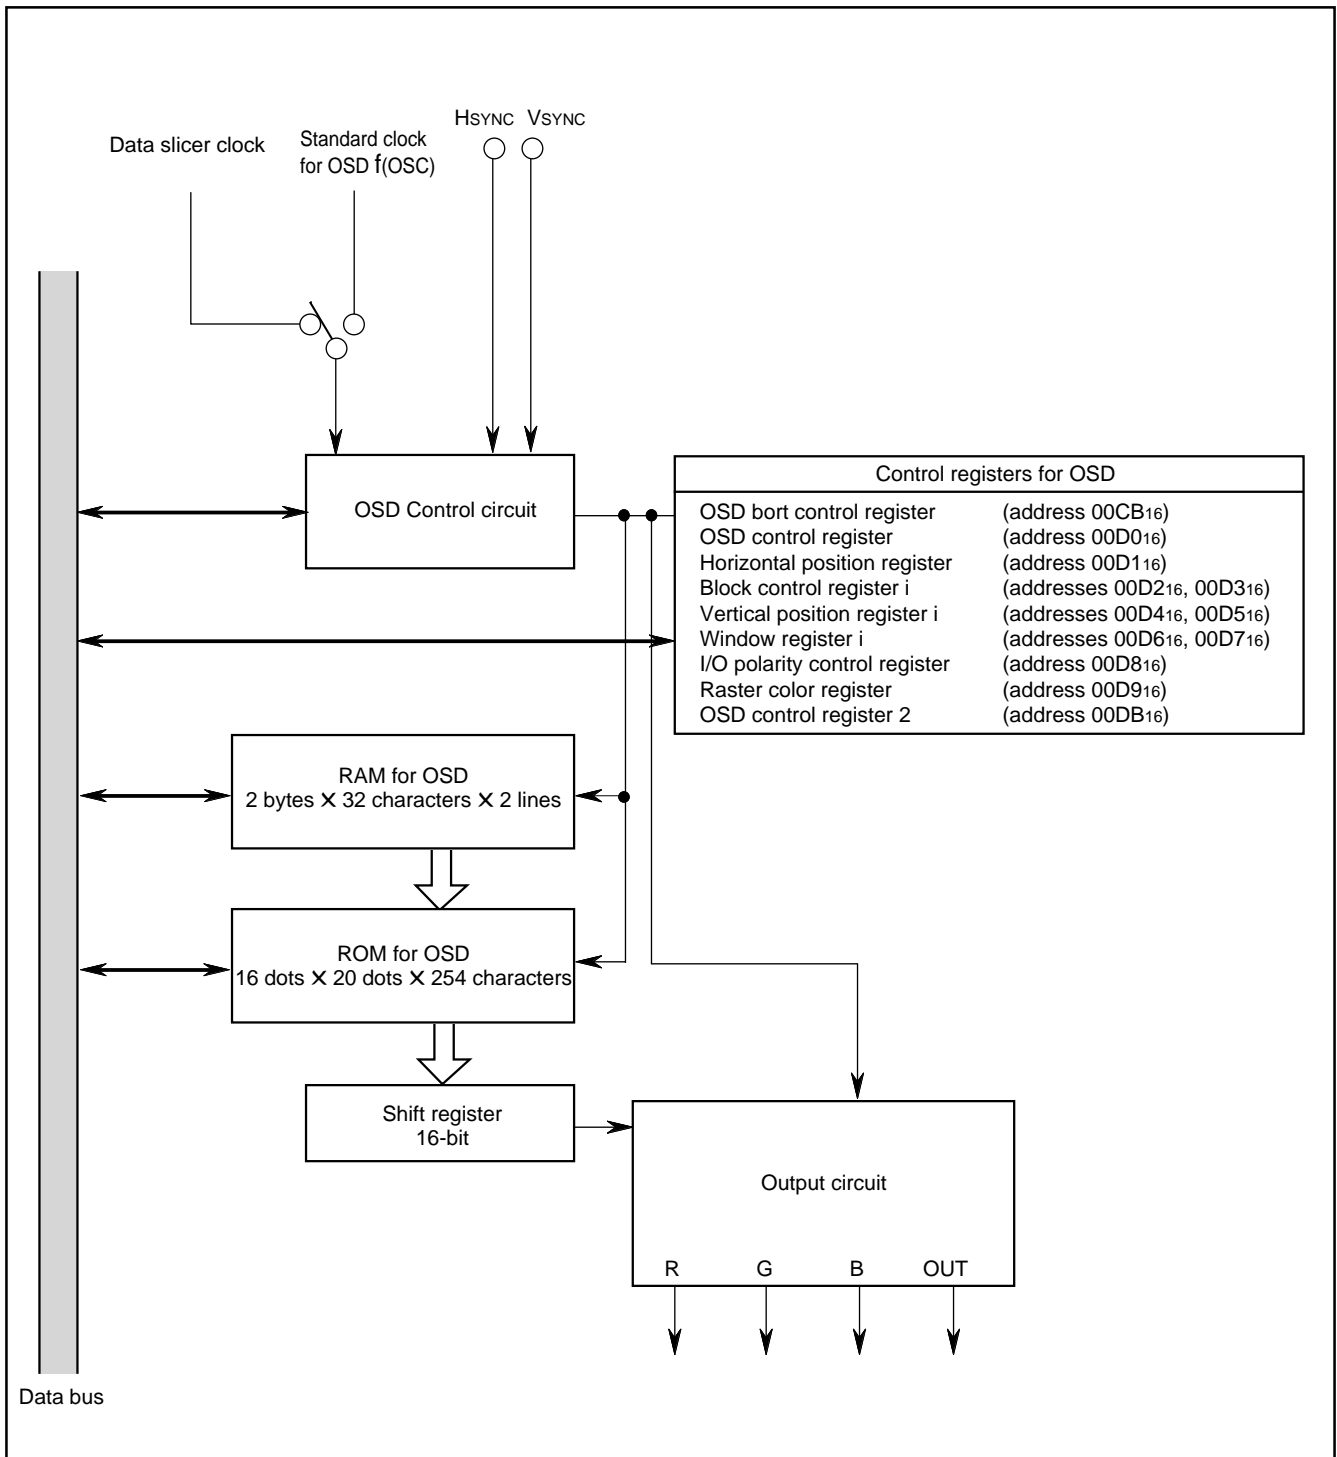 HSYNC VSYNC
Data slicer clock
Standard clock
for OSD f(OSC)
OSD Control circuit
Control registers for OSD
OSD bort control register (address 00CB16)
OSD control register (address 00D016)
Horizontal position register (address 00D116)
Block control register i (addresses 00D216, 00D316)
Vertical position register i (addresses 00D416, 00D516)
Window register i (addresses 00D616, 00D716)
I/O polarity control register (address 00D816)
Raster color register (address 00D916)
OSD control register 2 (address 00DB16)
RAM for OSD
2 bytes × 32 characters × 2 lines
ROM for OSD
16 dots × 20 dots × 254 characters
Shift register
16-bit
Output circuit
R G B OUT
Data bus